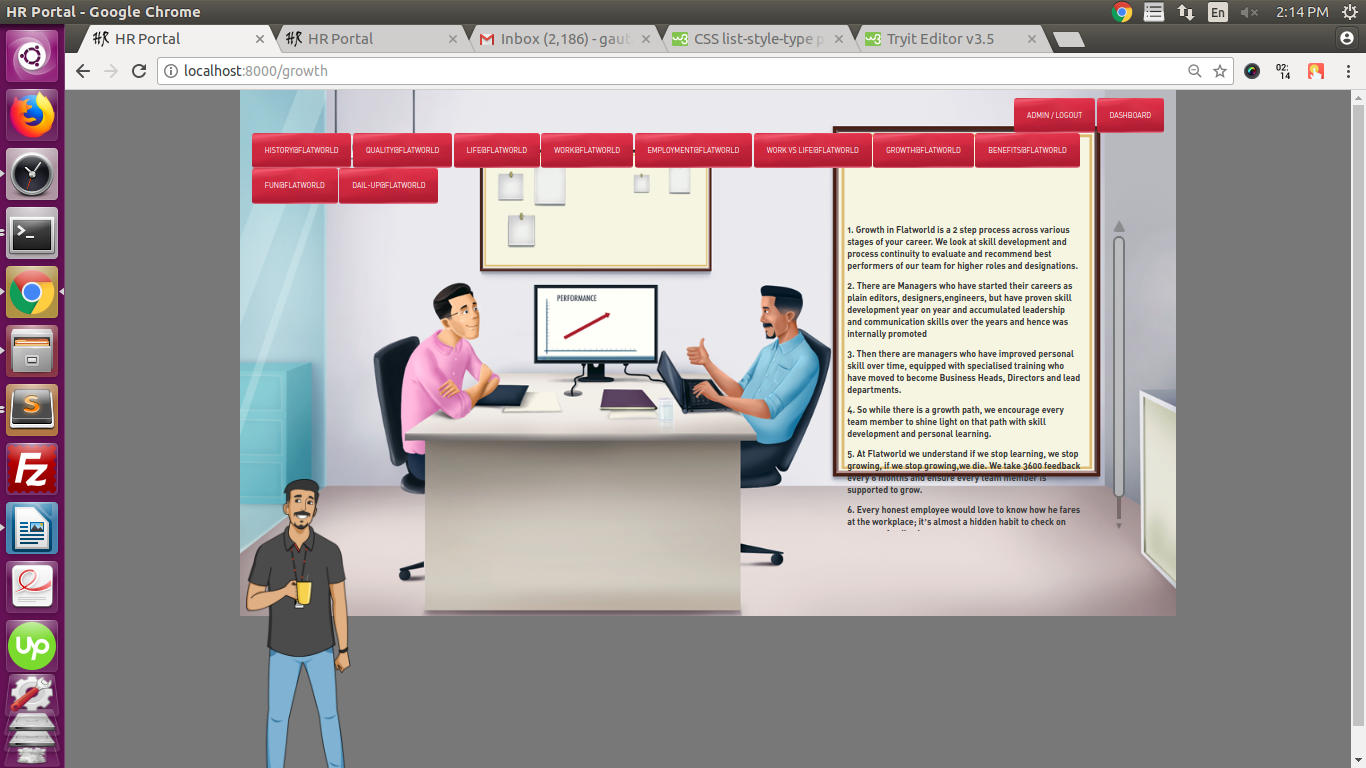 HR Portal - Google Chrome
En
2:14 PM
HR Portal
HR Portal
Inbox (2,186) - gaut
CSS list-style-type p
Tryit Editor v3.5
localhost:8000/growth
02:
14
ADMIN / LOGOUT
DASHBOARD
HISTORY@FLATWORLD
QUALITY@FLATWORLD
LIFE@FLATWORLD
WORK@FLATWORLD
EMPLOYMENT@FLATWORLD
WORK VS LIFE@FLATWORLD
GROWTH@FLATWORLD
BENEFITS@FLATWORLD
FUN@FLATWORLD
DAIL-UP@FLATWORLD
PERFORMANCE
1. Growth in Flatworld is a 2 step process across various
stages of your career. We look at skill development and
process continuity to evaluate and recommend best
performers of our team for higher roles and designations.
2. There are Managers who have started their careers as
plain editors, designers,engineers, but have proven skill
development year on year and accumulated leadership
and communication skills over the years and hence was
internally promoted
3. Then there are managers who have improved personal
skill over time, equipped with specialised training who
have moved to become Business Heads, Directors and lead
departments.
4. So while there is a growth path, we encourage every
team member to shine light on that path with skill
development and personal learning.
5. At Flatworld we understand if we stop learning, we stop
growing, if we stop growing,we die. We take 3600 feedback
every 6 months and ensure every team member is
supported to grow.
6. Every honest employee would love to know how he fares
at the workplace; it's almost a hidden habit to check on
>_
S
Fz
Up